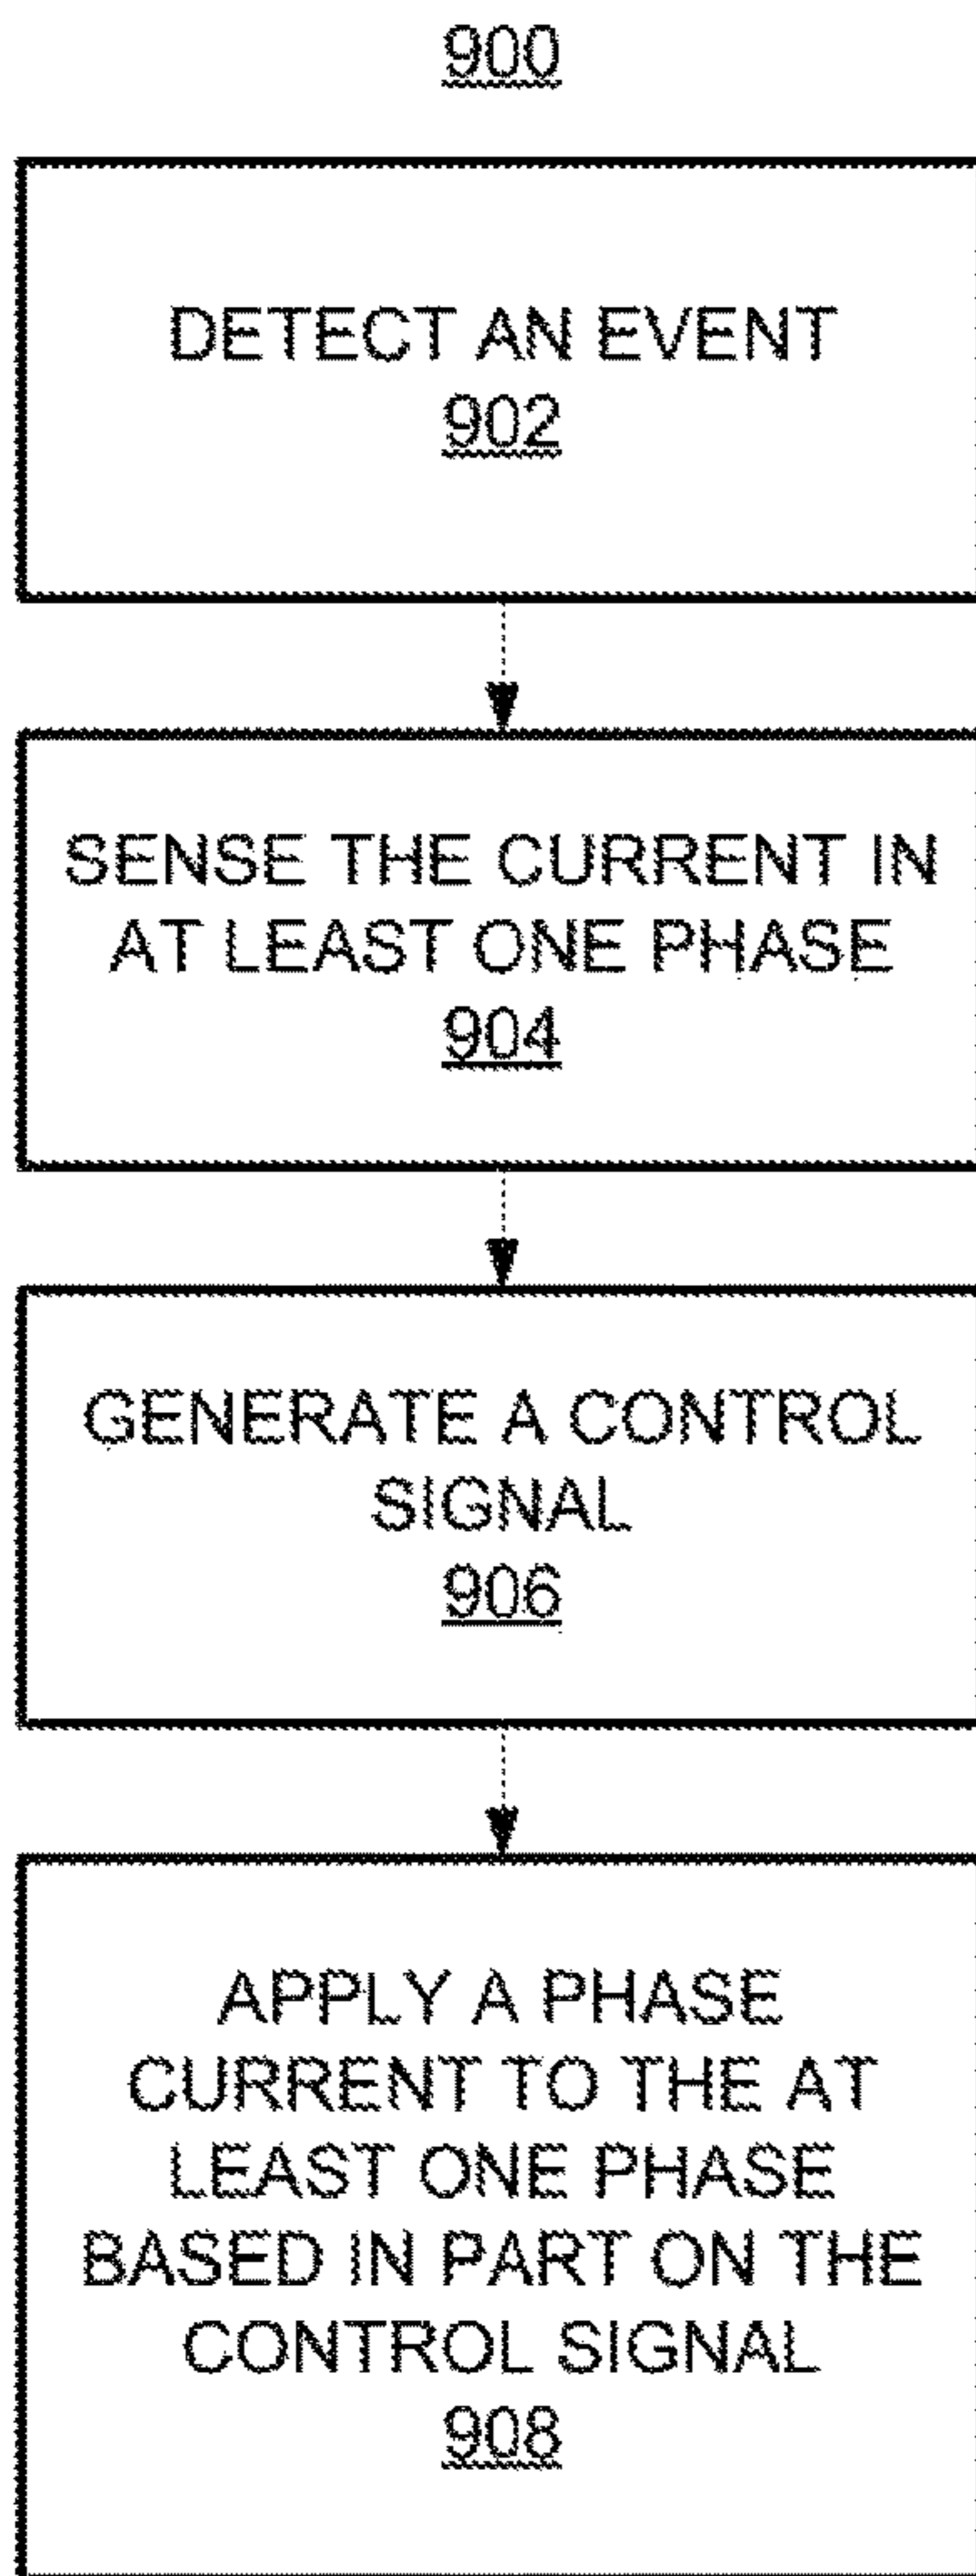 900
DETECT AN EVENT
902
SENSE THE CURRENT IN
AT LEAST ONE PHASE
904
GENERATE A CONTROL
SIGNAL
906
APPLY A PHASE
CURRENT TO THE AT
LEAST ONE PHASE
BASED IN PART ON THE
CONTROL SIGNAL
908